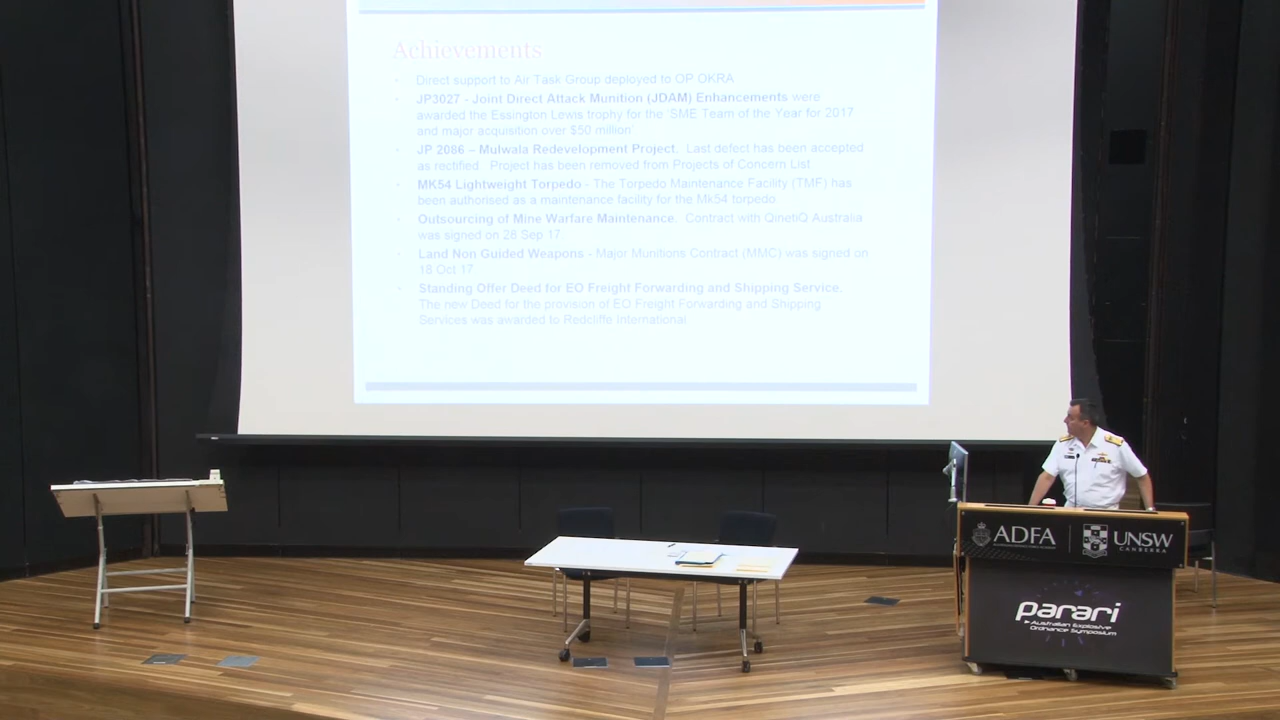 Achievements
Direct support to Air Task Group deployed to OP OKRA
JP3027 - Joint Direct Attack Munition (JDAM) Enhancements were
awarded the Essington Lewis trophy for the 'SME Team of the Year for 2017
and major acquisition over $50 million'
JP 2086 – Mulwala Redevelopment Project. Last defect has been accepted
as rectified. Project has been removed from Projects of Concern List.
MK54 Lightweight Torpedo - The Torpedo Maintenance Facility (TMF) has
been authorised as a maintenance facility for the Mk54 torpedo
Outsourcing of Mine Warfare Maintenance. Contract with QinetiQ Australia
was signed on 28 Sep 17.
Land Non Guided Weapons - Major Munitions Contract (MMC) was signed on
18 Oct 17
Standing Offer Deed for EO Freight Forwarding and Shipping Service.
The new Deed for the provision of EO Freight Forwarding and Shipping
Services was awarded to Redcliffe International
ADFA
UNSW
CANBERRA
parari
Australian Explosive
Ordnance Symposium